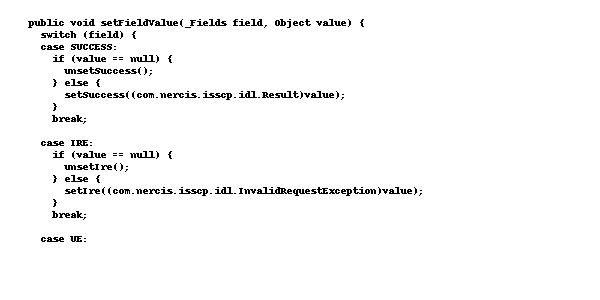 public void setFieldValue(_Fields field, Object value) {
switch (field) {
case SUCCESS:
if (value == null) {
unsetSuccess();
} else {
setSuccess((com.nercis.isscp.idl.Result)value);
}
break;
case IRE:
if (value == null) {
unsetIre();
} else {
setIre((com.nercis.isscp.idl.InvalidRequestException)value);
}
break;
case UE: